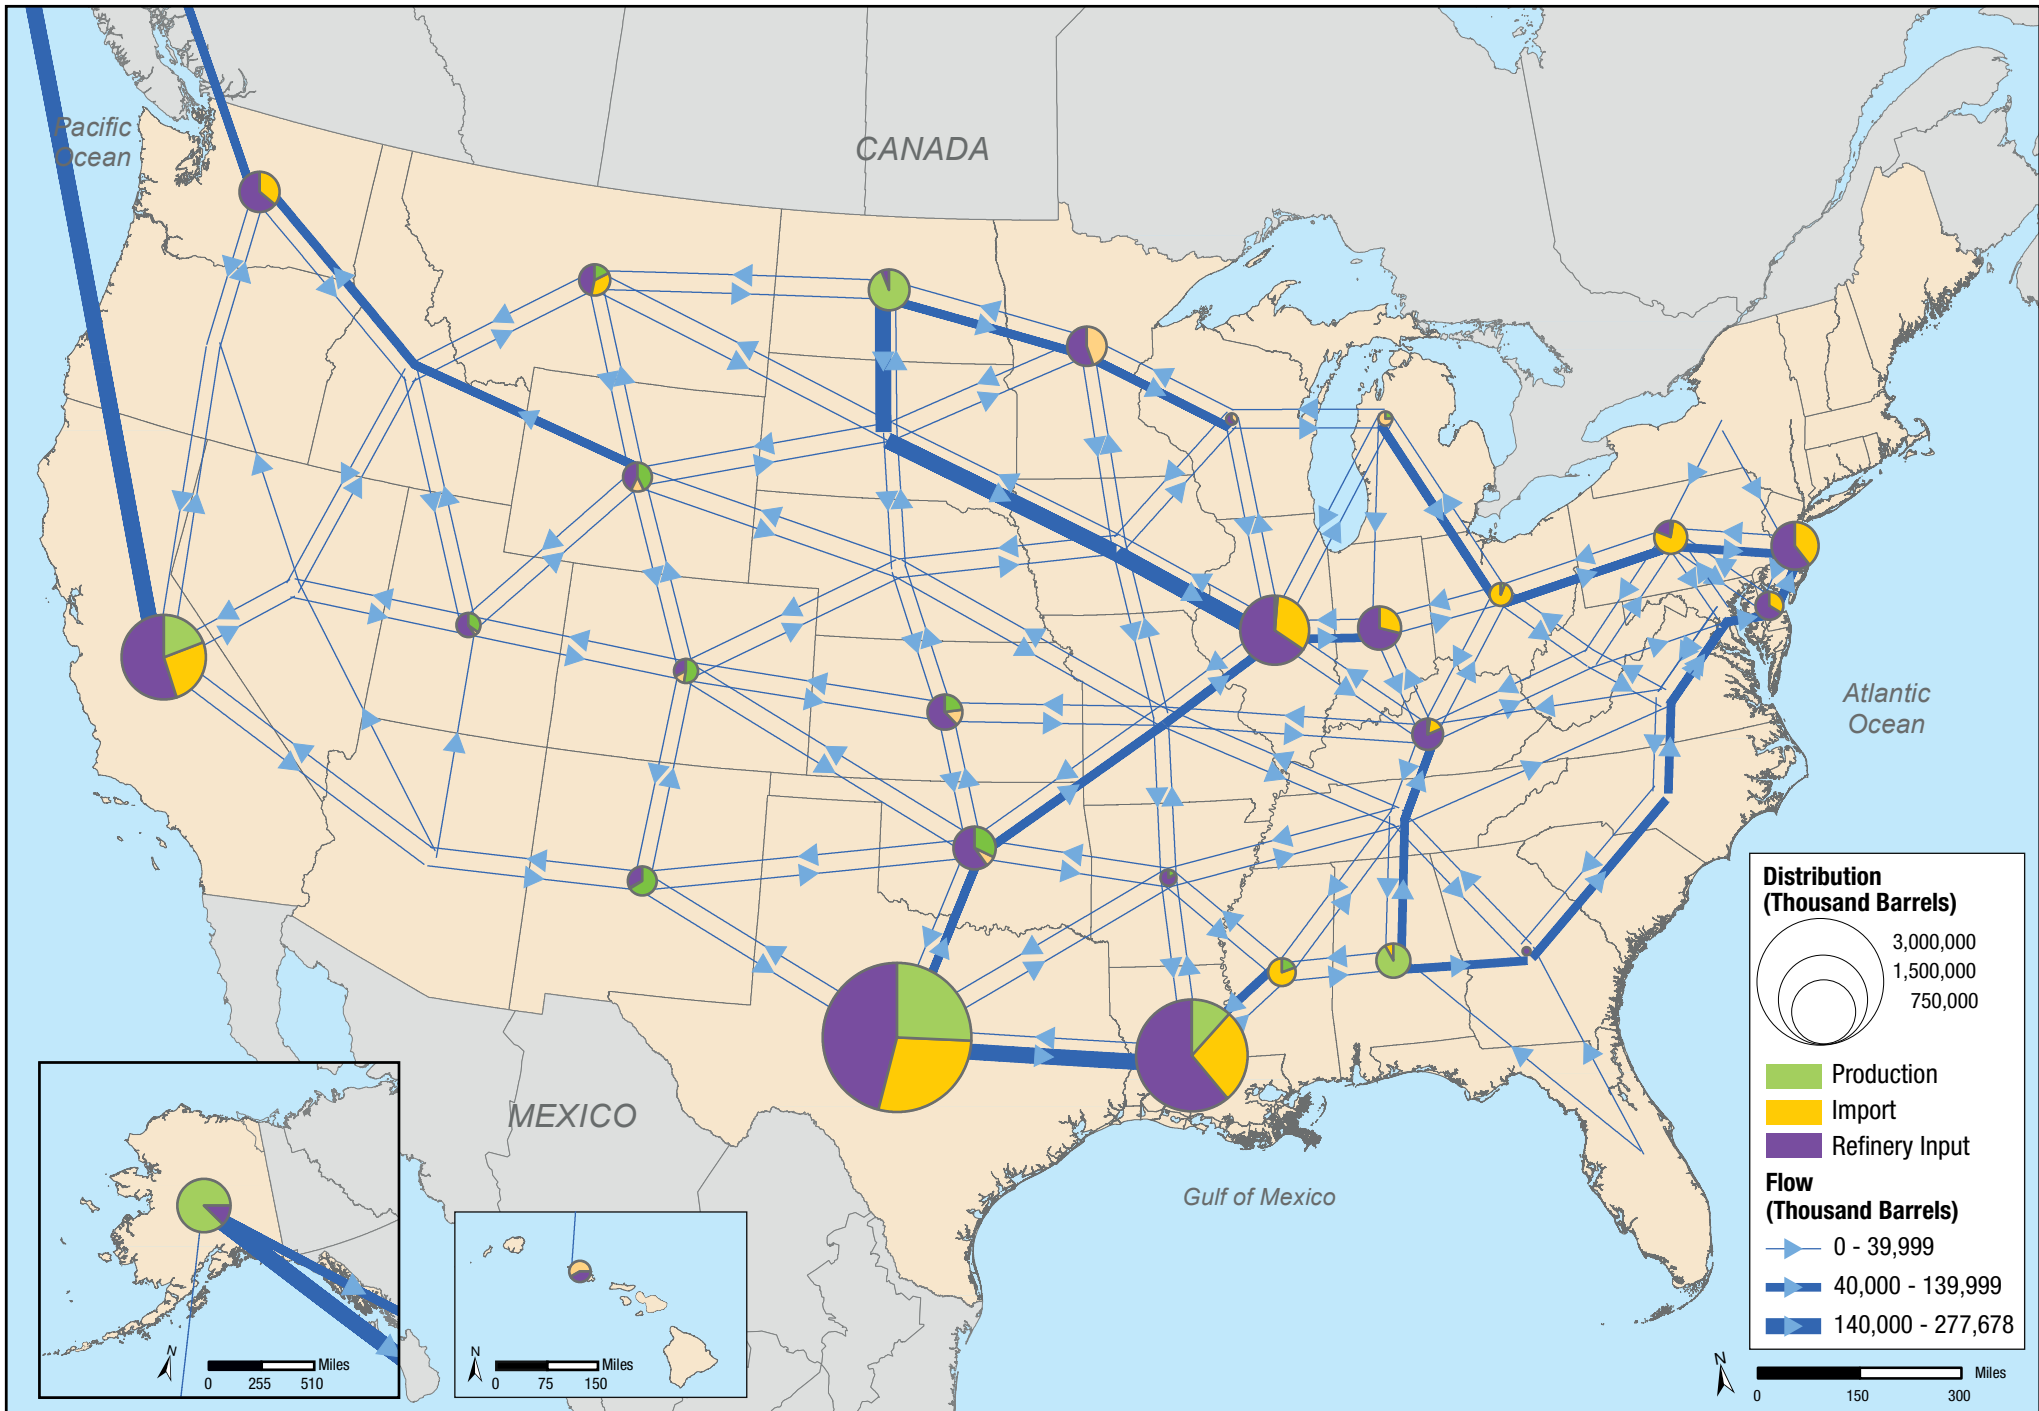 Pacific
Ocean
CANADA
Atlantic
Ocean
MEXICO
Gulf of Mexico
N
Miles
0 255 510
N
Miles
0 75 150
Distribution
(Thousand Barrels)
3,000,000
1,500,000
750,000
Production
Import
Refinery Input
Flow
(Thousand Barrels)
0 - 39,999
40,000 - 139,999
140,000 - 277,678
N
Miles
0 150 300